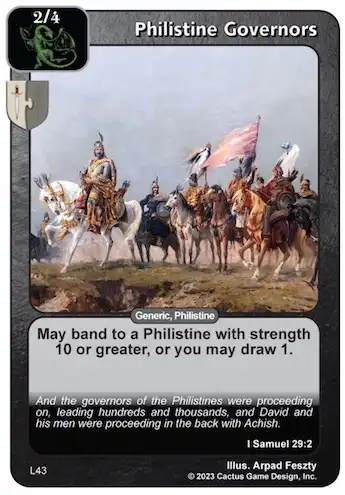 2/4
Philistine Governors
Generic, Philistine
May band to a Philistine with strength
10 or greater, or you may draw 1.
And the governors of the Philistines were proceeding
on, leading hundreds and thousands, and David and
his men were proceeding in the back with Achish.
I Samuel 29:2
Illus. Arpad Feszty
L43
© 2023 Cactus Game Design, Inc.